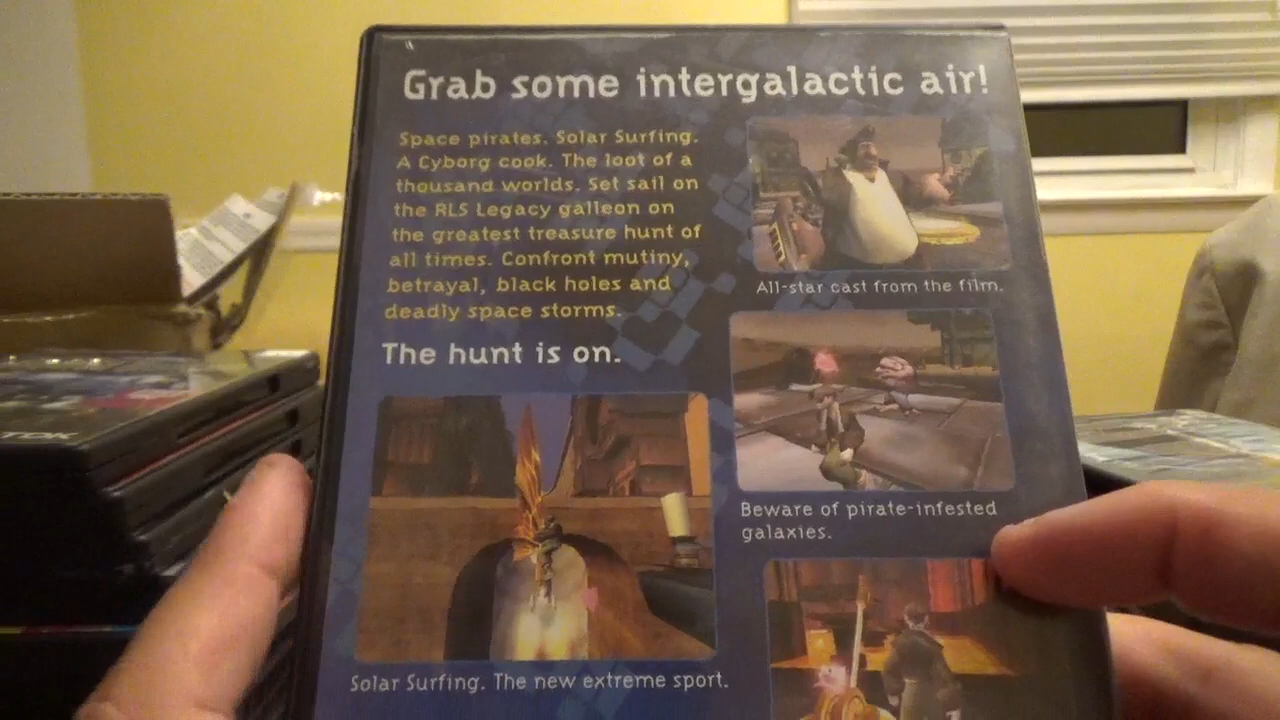 Grab some intergalactic air!
Space pirates. Solar Surfing.
A Cyborg cook. The loot of a
thousand worlds. Set sail on
the RLS Legacy galleon on
the greatest treasure hunt of
all times. Confront mutiny,
betrayal, black holes and
deadly space storms.
The hunt is on.
All-star cast from the film.
Beware of pirate-infested
galaxies.
Solar Surfing. The new extreme sport.
TDK